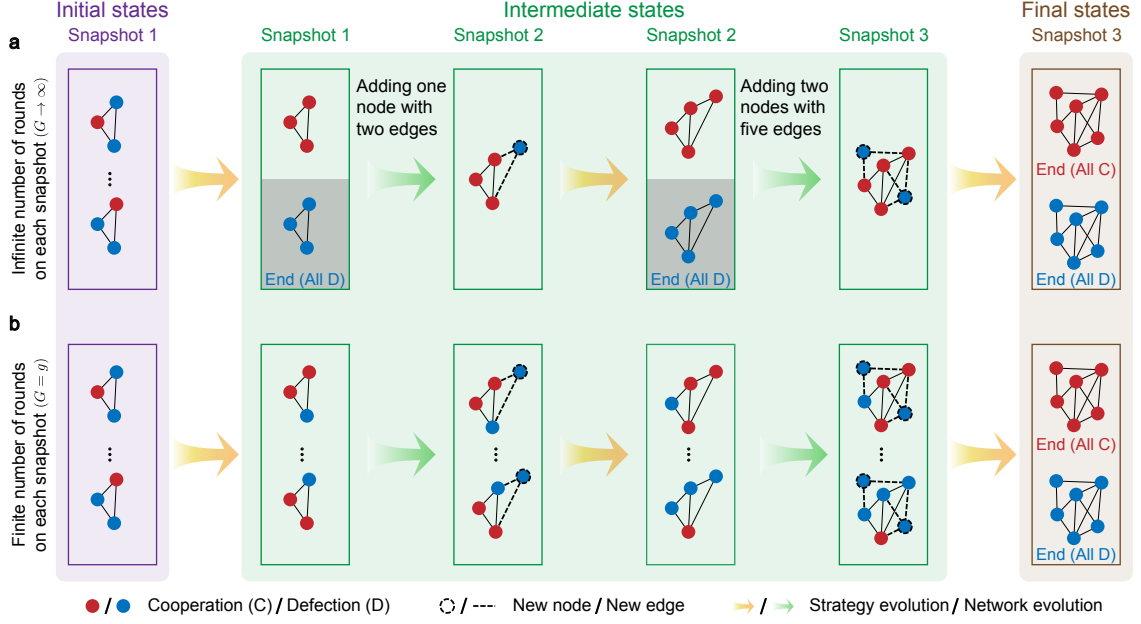 Initial states
Intermediate states
Final states
Snapshot 1
Snapshot 1
Snapshot 2
Snapshot 2
Snapshot 3
Snapshot 3
a
Infinite number of rounds
on each snapshot (G → ∞)
Adding one
node with
two edges
Adding two
nodes with
five edges
End (All D)
End (All D)
End (All C)
End (All D)
b
Finite number of rounds
on each snapshot (G = g)
End (All C)
End (All D)
Cooperation (C) / Defection (D)
New node / New edge
Strategy evolution / Network evolution